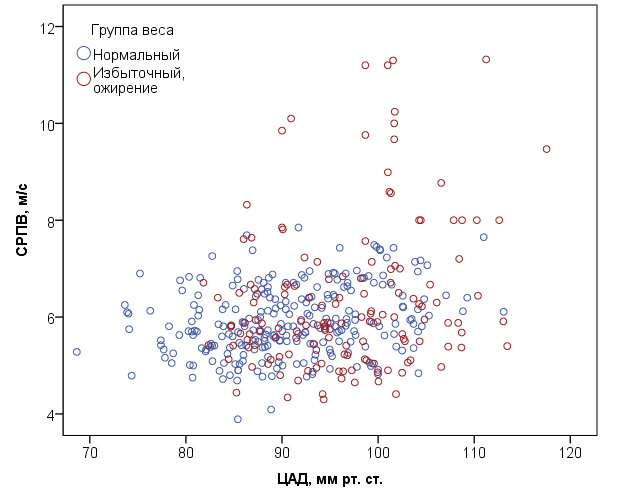 Группа веса
Нормальный
Избыточный,
ожирение
СРПВ, м/с
12
10
8
6
4
70 80 90 100 110 120
ЦАД, мм рт. ст.